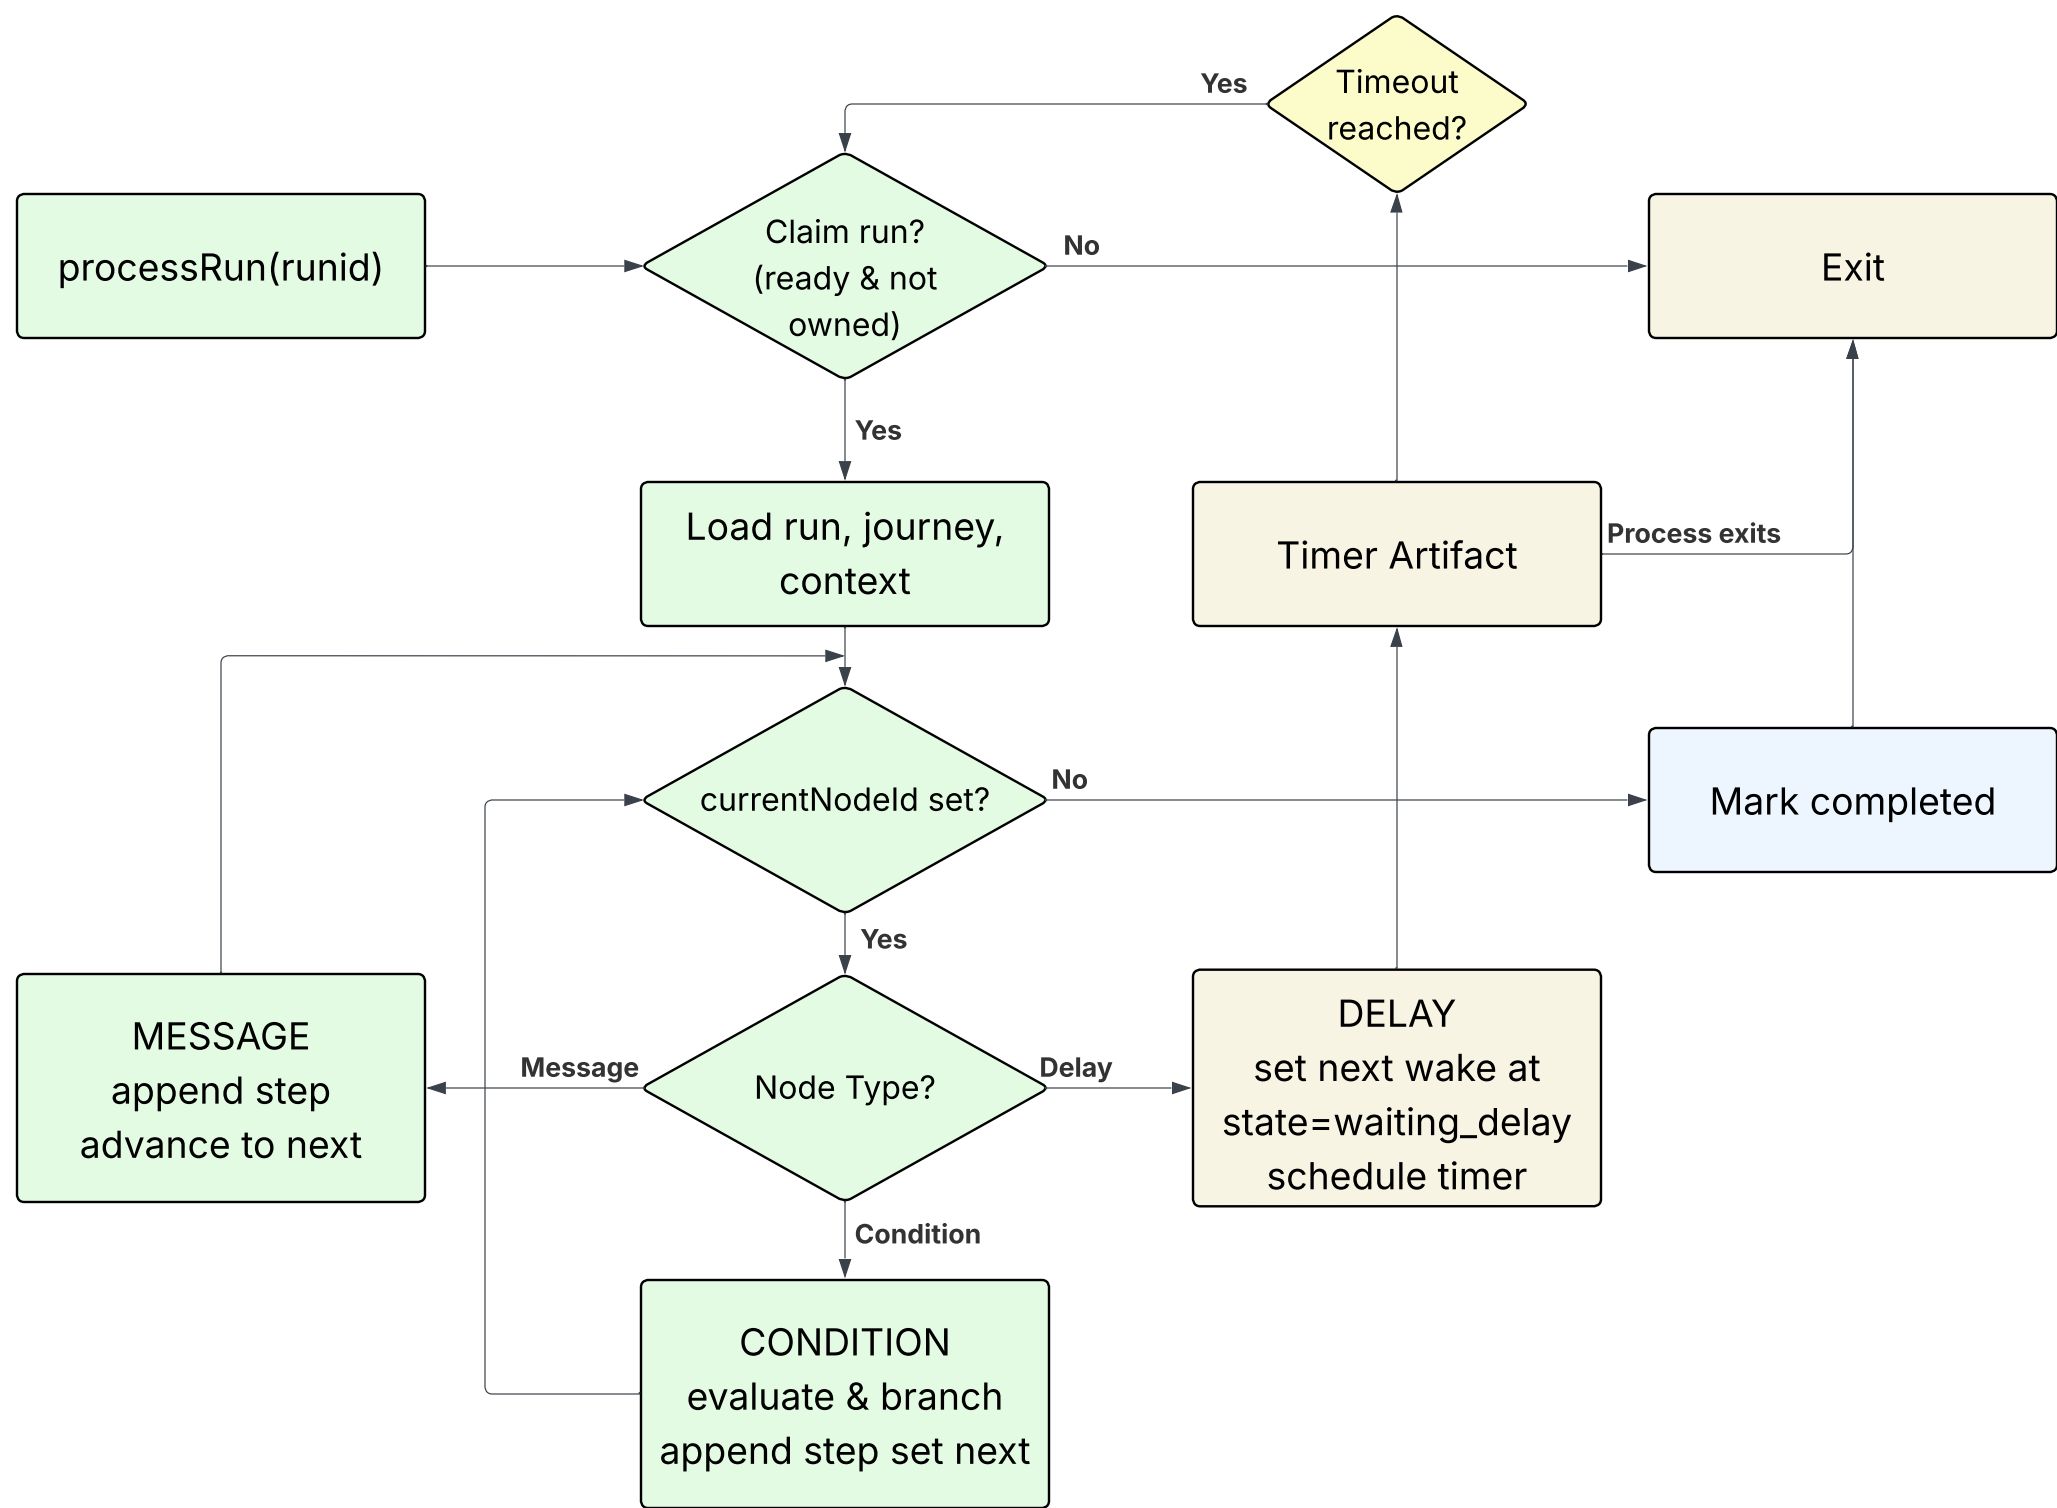 Yes
Timeout
reached?
processRun(runid)
Claim run?
(ready & not
owned)
No
Exit
Yes
Load run, journey,
context
Timer Artifact
Process exits
currentNodeId set?
No
Mark completed
Yes
MESSAGE
append step
advance to next
Message
Node Type?
Delay
DELAY
set next wake at
state=waiting_delay
schedule timer
Condition
CONDITION
evaluate & branch
append step set next